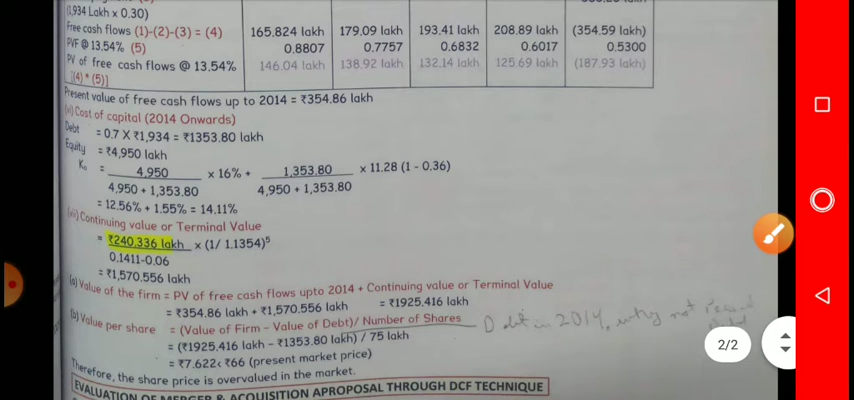 (1,934 Lakh x 0.30)
Free cash flows (1)-(2)-(3) = (4) 165.824 lakh 179.09 lakh 193.41 lakh 208.89 lakh (354.59 lakh)
PVF @ 13.54% (5) 0.8807 0.7757 0.6832 0.6017 0.5300
PV of free cash flows @ 13.54% 146.04 lakh 138.92 lakh 132.14 lakh 125.69 lakh (187.93 lakh)
[(4) * (5)]
Present value of free cash flows up to 2014 = ₹354.86 lakh
(vi) Cost of capital (2014 Onwards)
Debt = 0.7 X ₹1,934 = ₹1353.80 lakh
Equity = ₹4,950 lakh
K₀ = 4,950 / 4,950 + 1,353.80 x 16% + 1,353.80 / 4,950 + 1,353.80 x 11.28 (1 - 0.36)
= 12.56% + 1.55% = 14.11%
(vii) Continuing value or Terminal Value
= ₹240.336 lakh / 0.1411-0.06 x (1/ 1.1354)⁵
= ₹1,570.556 lakh
(a) Value of the firm = PV of free cash flows upto 2014 + Continuing value or Terminal Value
= ₹354.86 lakh + ₹1,570.556 lakh = ₹1925.416 lakh
(b) Value per share = (Value of Firm - Value of Debt)/ Number of Shares
D debt in 2014, why not
= (₹1925.416 lakh - ₹1353.80 lakh) / 75 lakh
= ₹7.622< ₹66 (present market price)
Therefore, the share price is overvalued in the market.
EVALUATION OF MERGER & ACQUISITION APROPOSAL THROUGH DCF TECHNIQUE
2/2